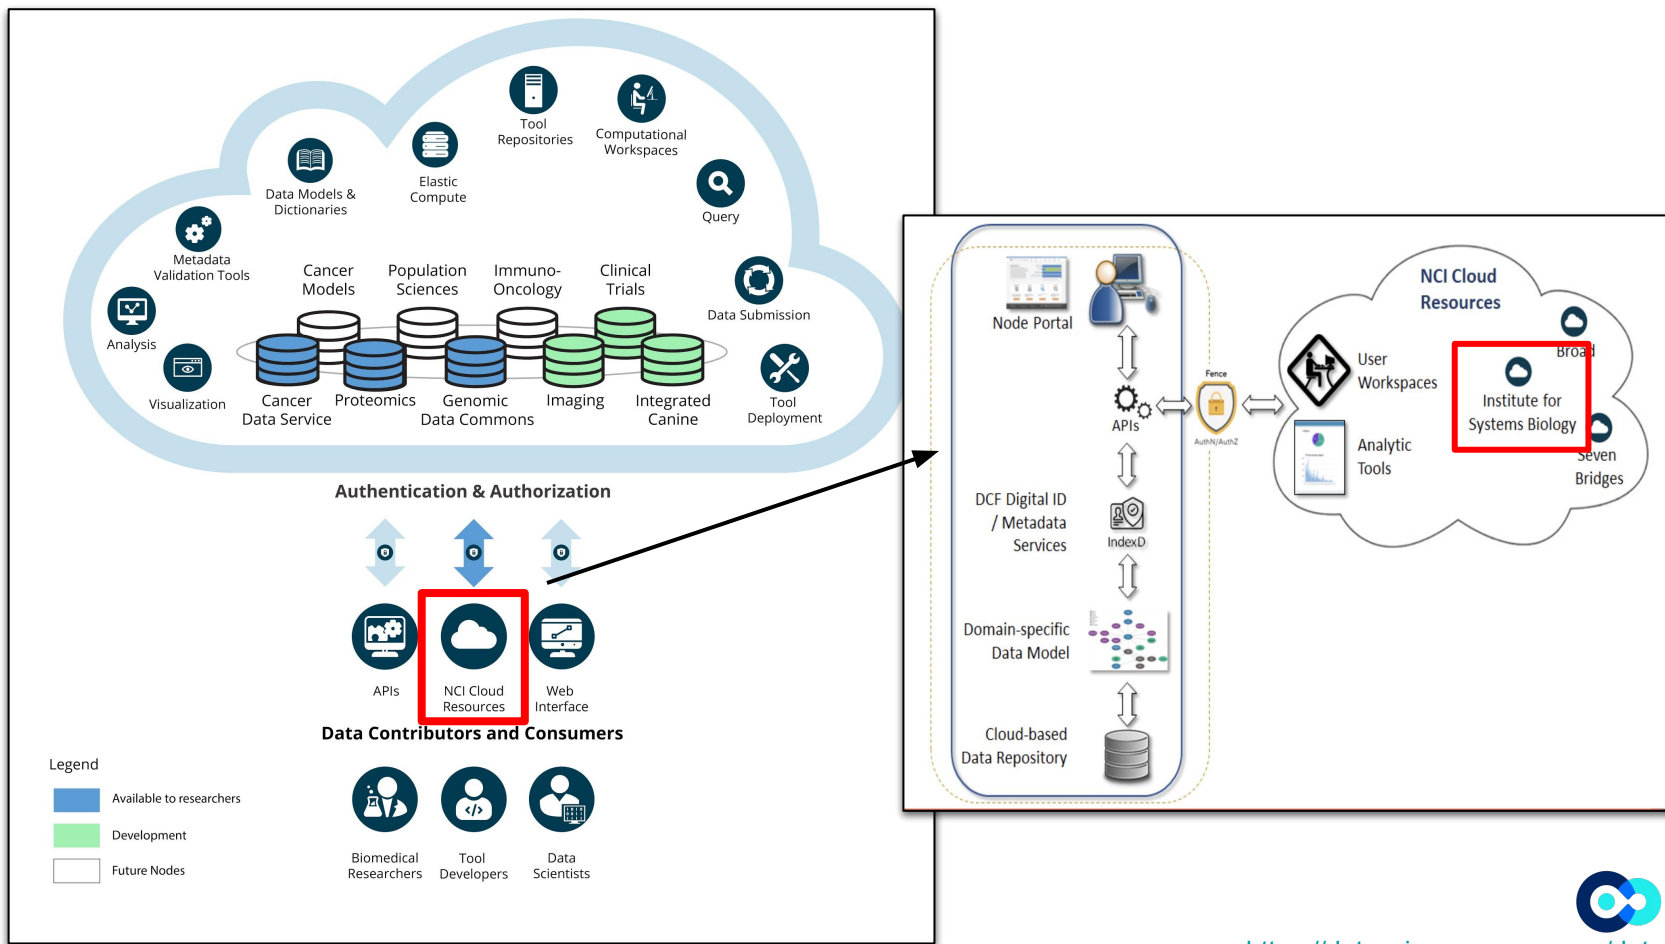 Tool
Repositories
Computational
Workspaces
Elastic
Compute
Data Models &
Dictionaries
Query
Metadata
Validation Tools
Cancer
Models
Population
Sciences
Immuno-
Oncology
Clinical
Trials
Data Submission
Analysis
Visualization
Cancer
Data Service
Proteomics
Genomic
Data Commons
Imaging
Integrated
Canine
Tool
Deployment
Authentication & Authorization
APIs
NCI Cloud
Resources
Web
Interface
Data Contributors and Consumers
Biomedical
Researchers
Tool
Developers
Data
Scientists
Legend
Available to researchers
Development
Future Nodes
Node Portal
APIs
Fence
AuthN/AuthZ
DCF Digital ID
/ Metadata
Services
IndexD
Domain-specific
Data Model
Cloud-based
Data Repository
NCI Cloud
Resources
User
Workspaces
Analytic
Tools
Broad
Institute for
Systems Biology
Seven
Bridges